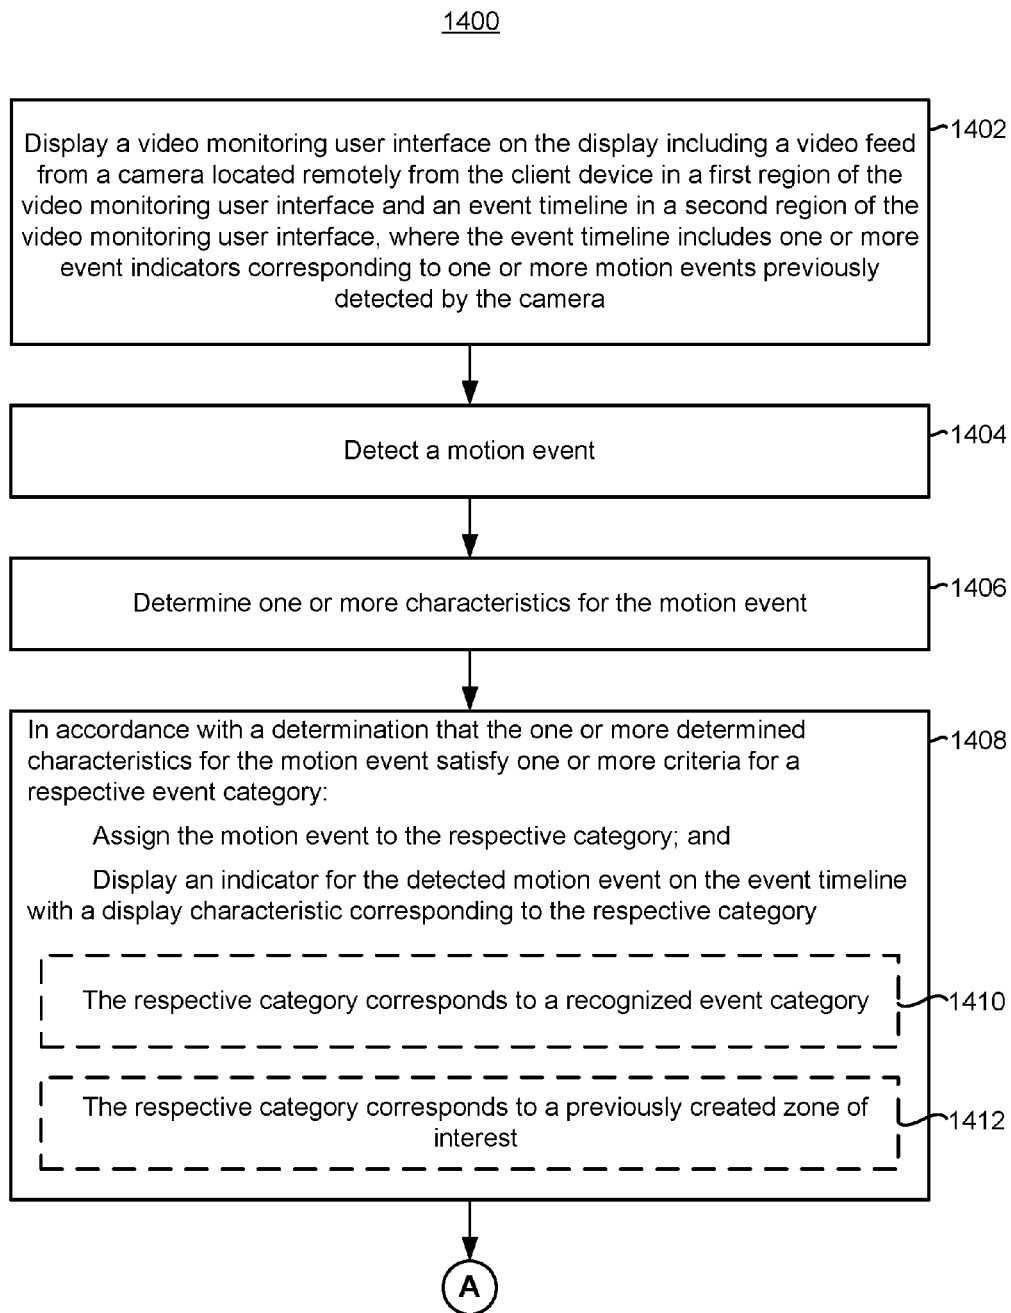 1400
Display a video monitoring user interface on the display including a video feed
from a camera located remotely from the client device in a first region of the
video monitoring user interface and an event timeline in a second region of the
video monitoring user interface, where the event timeline includes one or more
event indicators corresponding to one or more motion events previously
detected by the camera
1402
Detect a motion event
1404
Determine one or more characteristics for the motion event
1406
In accordance with a determination that the one or more determined
characteristics for the motion event satisfy one or more criteria for a
respective event category:
Assign the motion event to the respective category; and
Display an indicator for the detected motion event on the event timeline
with a display characteristic corresponding to the respective category
1408
The respective category corresponds to a recognized event category
1410
The respective category corresponds to a previously created zone of
interest
1412
A